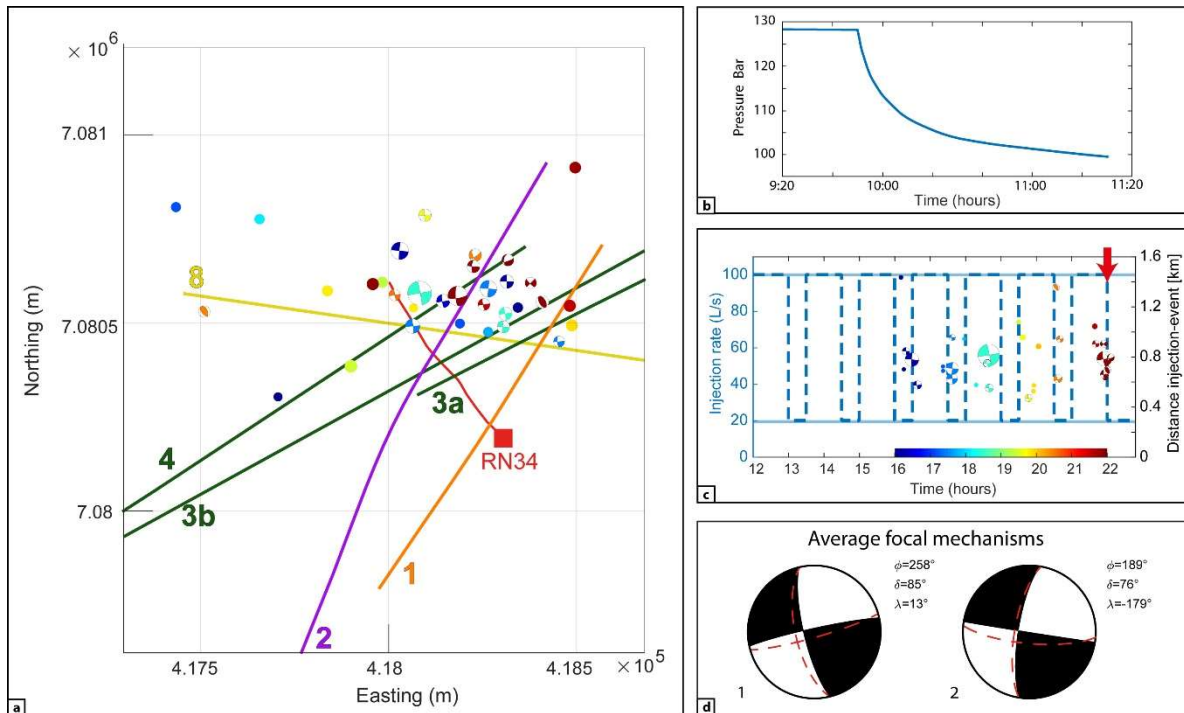 × 10⁶
7.081
7.0805
7.08
Northing (m)
8
4
3b
3a
2
1
RN34
4.175
4.18
4.185
× 10⁵
Easting (m)
a
130
120
110
100
Pressure Bar
9:20
10:00
11:00
11:20
Time (hours)
b
100
80
60
40
20
0
Injection rate (L/s)
1.6
1.2
0.8
0.4
0
Distance injection-event [km]
12 13 14 15 16 17 18 19 20 21 22
Time (hours)
c
Average focal mechanisms
ϕ=258°
δ=85°
λ=13°
1
ϕ=189°
δ=76°
λ=-179°
2
d